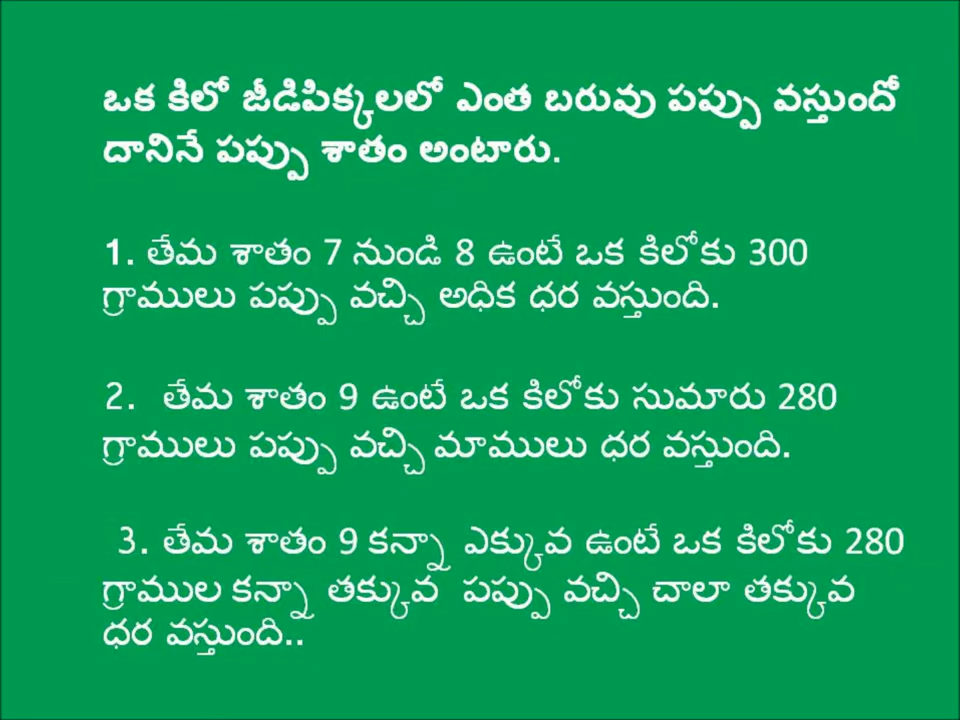 ఒక కిలో జీడిపిక్కలలో ఎంత బరువు పప్పు వస్తుందో
దానినే పప్పు శాతం అంటారు.
1. తేమ శాతం 7 నుండి 8 ఉంటే ఒక కిలోకు 300
గ్రాములు పప్పు వచ్చి అధిక ధర వస్తుంది.
2. తేమ శాతం 9 ఉంటే ఒక కిలోకు సుమారు 280
గ్రాములు పప్పు వచ్చి మాములు ధర వస్తుంది.
3. తేమ శాతం 9 కన్నా ఎక్కువ ఉంటే ఒక కిలోకు 280
గ్రాముల కన్నా తక్కువ పప్పు వచ్చి చాలా తక్కువ
ధర వస్తుంది..